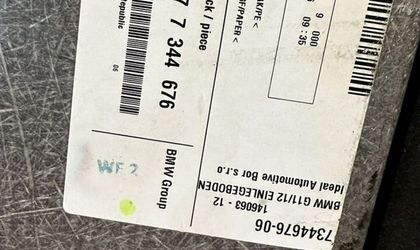 7344676-06
BMW G11/12 EINLEGEBODEN
146063 - 12
Ideal Automotive Bor s.r.o
BMW Group
WF 2
7 344 676
ck / piece
Republic
06
9 000
09:35